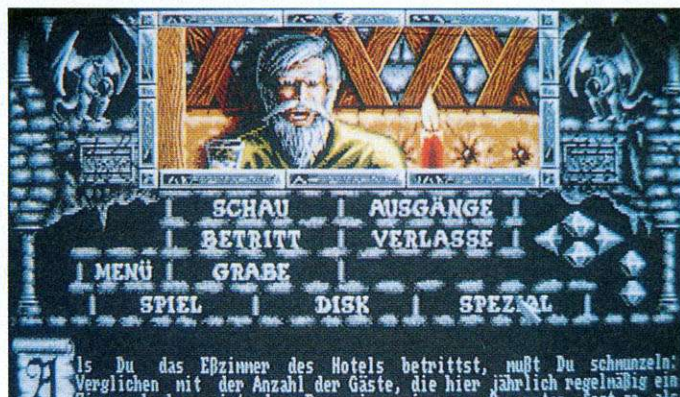 SCHAU AUSGÄNGE
BETRITT VERLASSE
MENÜ GRABE
SPIEL DISK SPEZIAL
Als Du das Eßzimmer des Hotels betrittst, mußt Du schmunzeln:
Verglichen mit der Anzahl der Gäste, die hier jährlich regelmäßig ein